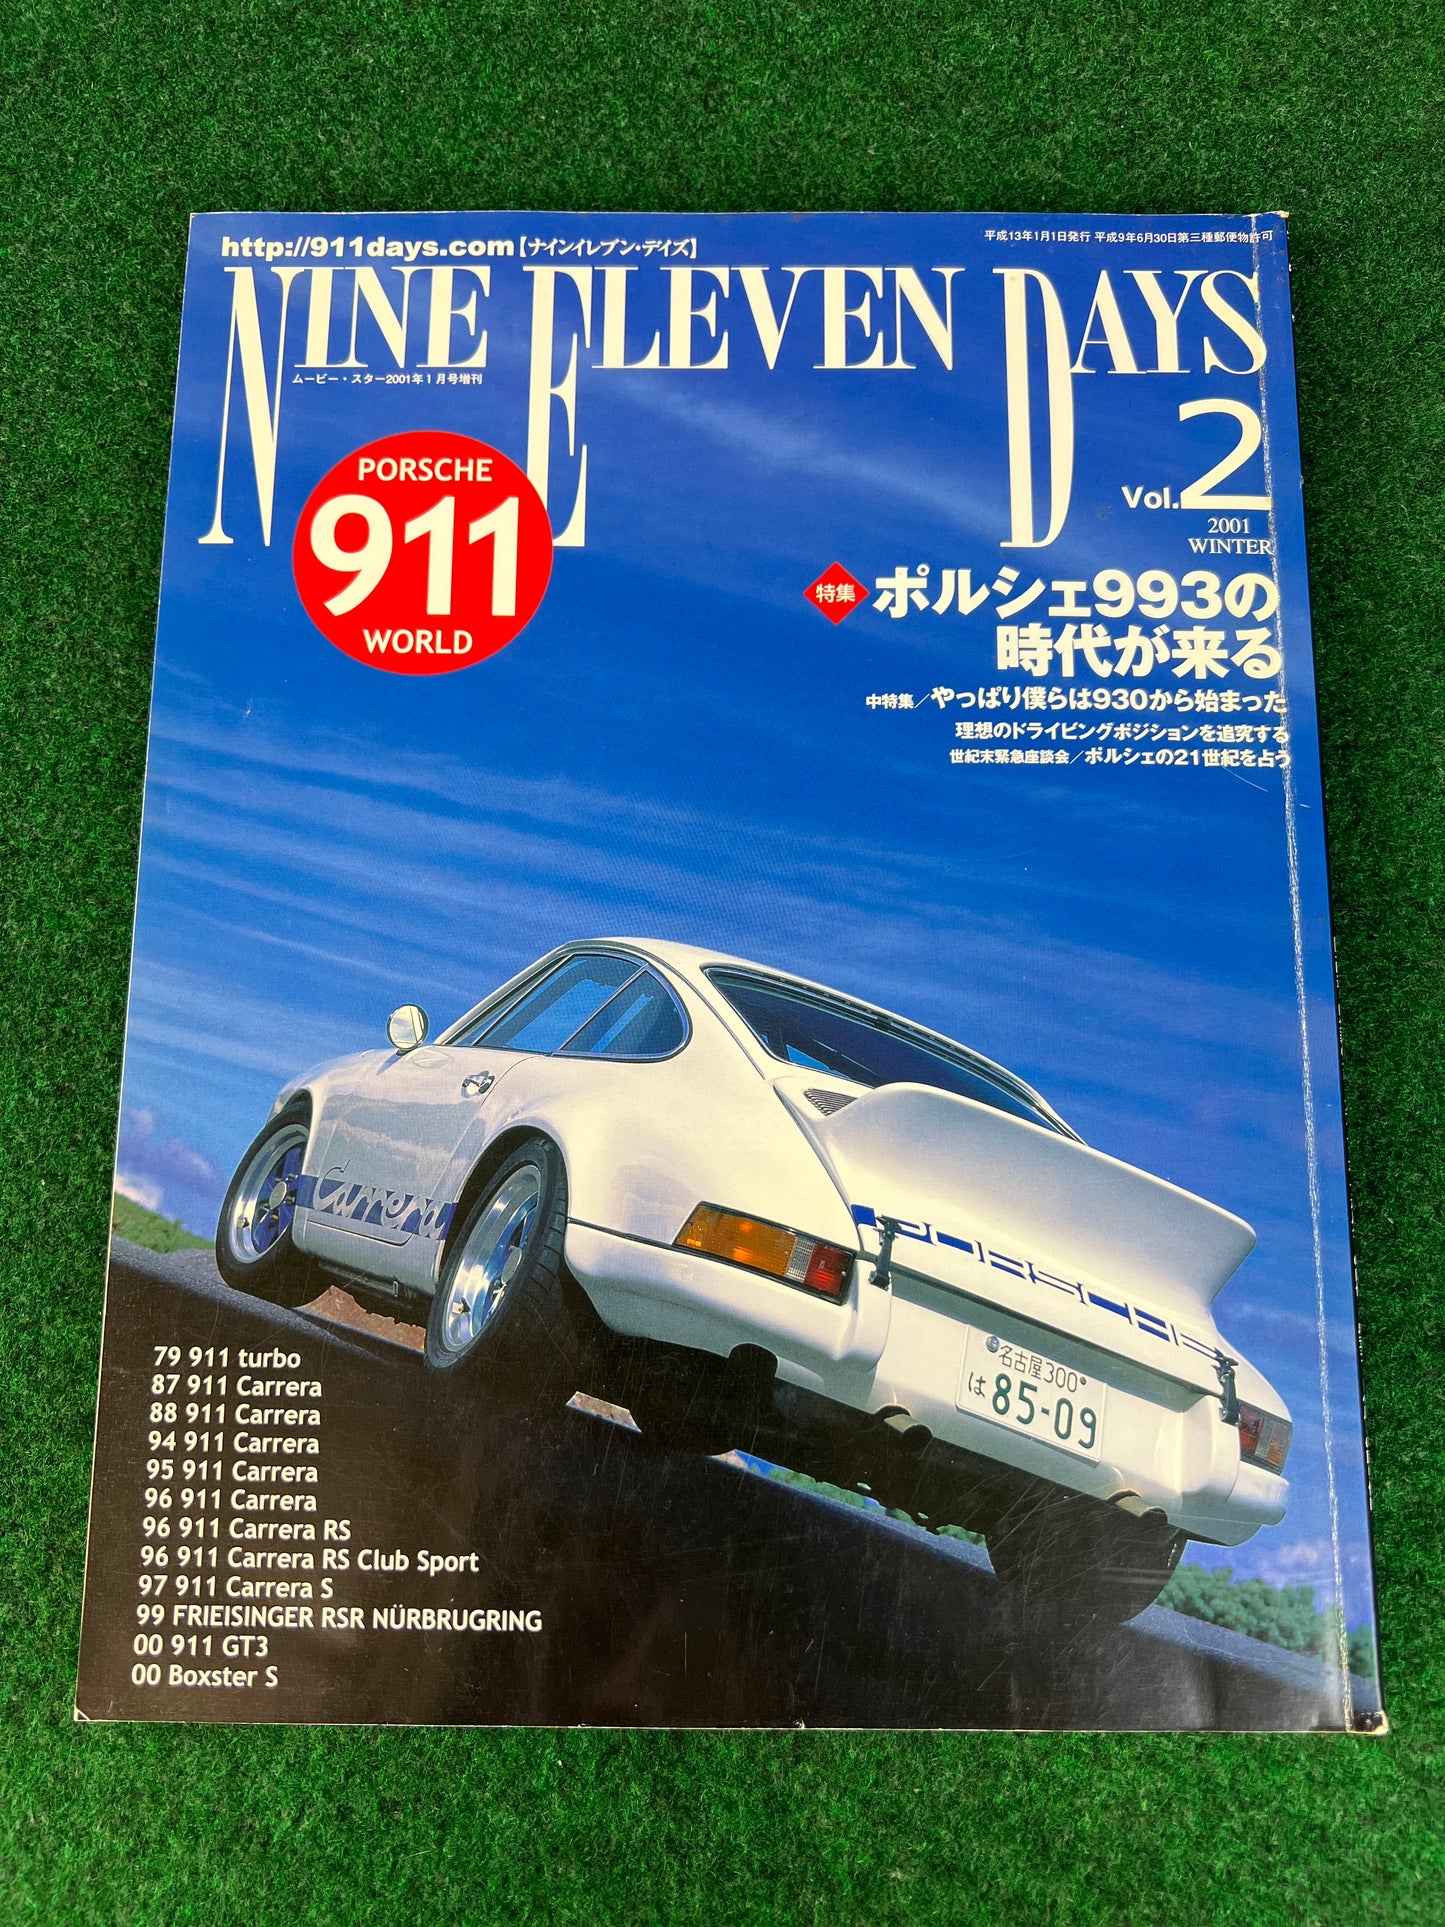 http://911days.com【ナインイレブン・デイズ】
平成13年1月1日発行 平成9年6月30日第三種郵便物許可
NINE ELEVEN DAYS
ムービー・スター2001年1月号増刊
Vol.2
2001
WINTER
PORSCHE
911
WORLD
特集 ポルシェ993の
時代が来る
中特集／やっぱり僕らは930から始まった
理想のドライビングポジションを追究する
世紀末緊急座談会／ポルシェの21世紀を占う
Carrera
PORSCHE
名古屋300
は 85-09
79 911 turbo
87 911 Carrera
88 911 Carrera
94 911 Carrera
95 911 Carrera
96 911 Carrera
96 911 Carrera RS
96 911 Carrera RS Club Sport
97 911 Carrera S
99 FRIEISINGER RSR NÜRBRUGRING
00 911 GT3
00 Boxster S